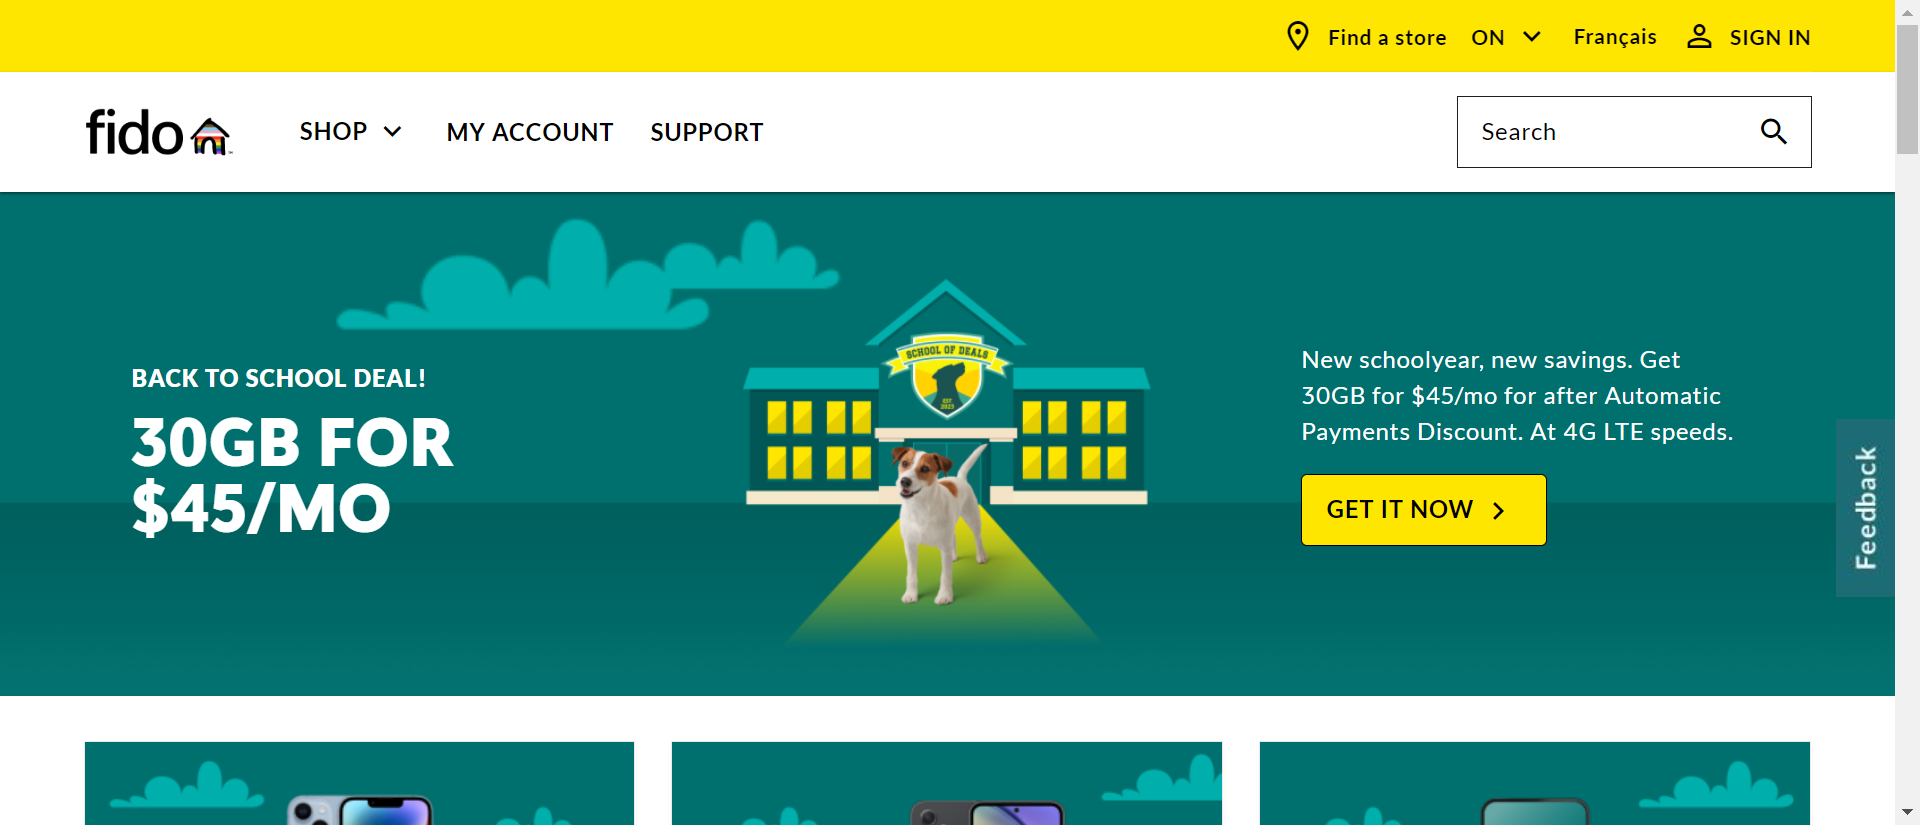 Find a store ON Français SIGN IN
fido SHOP MY ACCOUNT SUPPORT Search
BACK TO SCHOOL DEAL!
30GB FOR
$45/MO
SCHOOL OF DEALS
EST
2023
New schoolyear, new savings. Get
30GB for $45/mo for after Automatic
Payments Discount. At 4G LTE speeds.
GET IT NOW
Feedback